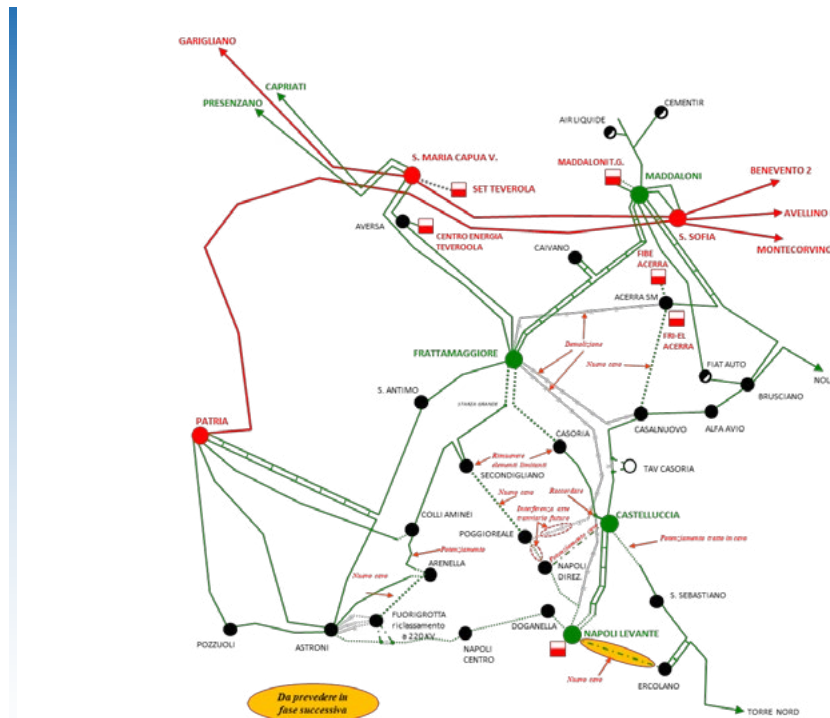 GARIGLIANO
CAPRIATI
PRESENZANO
CEMENTIR
AIR LIQUIDE
S. MARIA CAPUA V.
MADDALONI T.G.
MADDALONI
BENEVENTO 2
SET TEVEROLA
AVELLINO
S. SOFIA
AVERSA
CENTRO ENERGIA
TEVEROOLA
MONTECORVINO
CAIVANO
FIBE
ACERRA
ACERRA SM
FRI-EL
ACERRA
Demolizione
FRATTAMAGGIORE
Nuovo cavo
FIAT AUTO
NOL
BRUSCIANO
S. ANTIMO
STANZA GRANDE
PATRIA
CASORIA
CASALNUOVO
ALFA AVIO
Rimuovere
elementi limitanti
SECONDIGLIANO
TAV CASORIA
Nuovo cavo
Raccordare
COLLI AMINEI
Interferenza
tranviaria future
CASTELLUCCIA
POGGIOREALE
Potenziamento
Potenziamento tratto in cavo
ARENELLA
NAPOLI
DIREZ.
Nuovo cavo
S. SEBASTIANO
FUORIGROTTA
riclassamento
a 220 KV
DOGANELLA
POZZUOLI
ASTRONI
NAPOLI
CENTRO
NAPOLI LEVANTE
Nuovo cavo
ERCOLANO
Da prevedere in
fase successiva
TORRE NORD